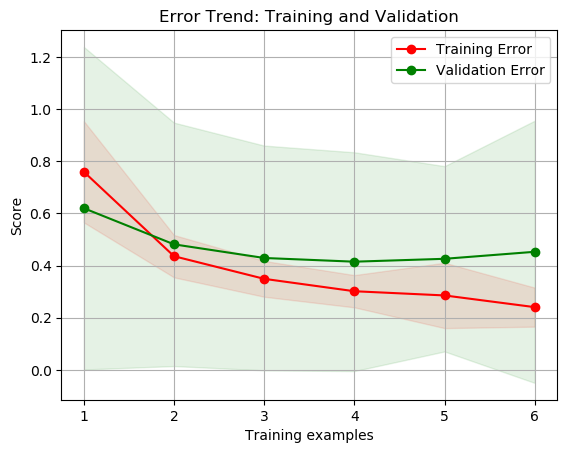 Error Trend: Training and Validation
Training Error
Validation Error
1.2
1.0
0.8
0.6
0.4
0.2
0.0
Score
1 2 3 4 5 6
Training examples